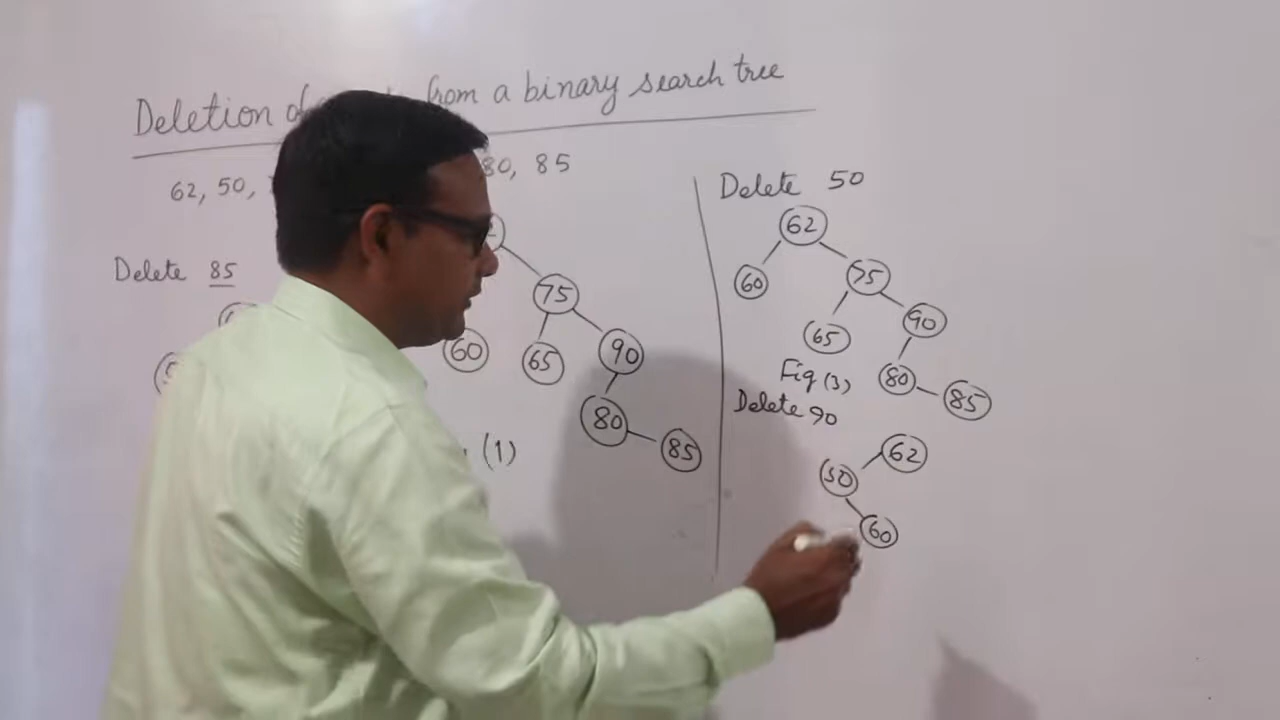 Deletion of from a binary search tree
62, 50, 80, 85
Delete 85
75
60 65 90
80 85
(1)
Delete 50
62
60 75
65 90
Fig (3) 80 85
Delete 90
62
50
60